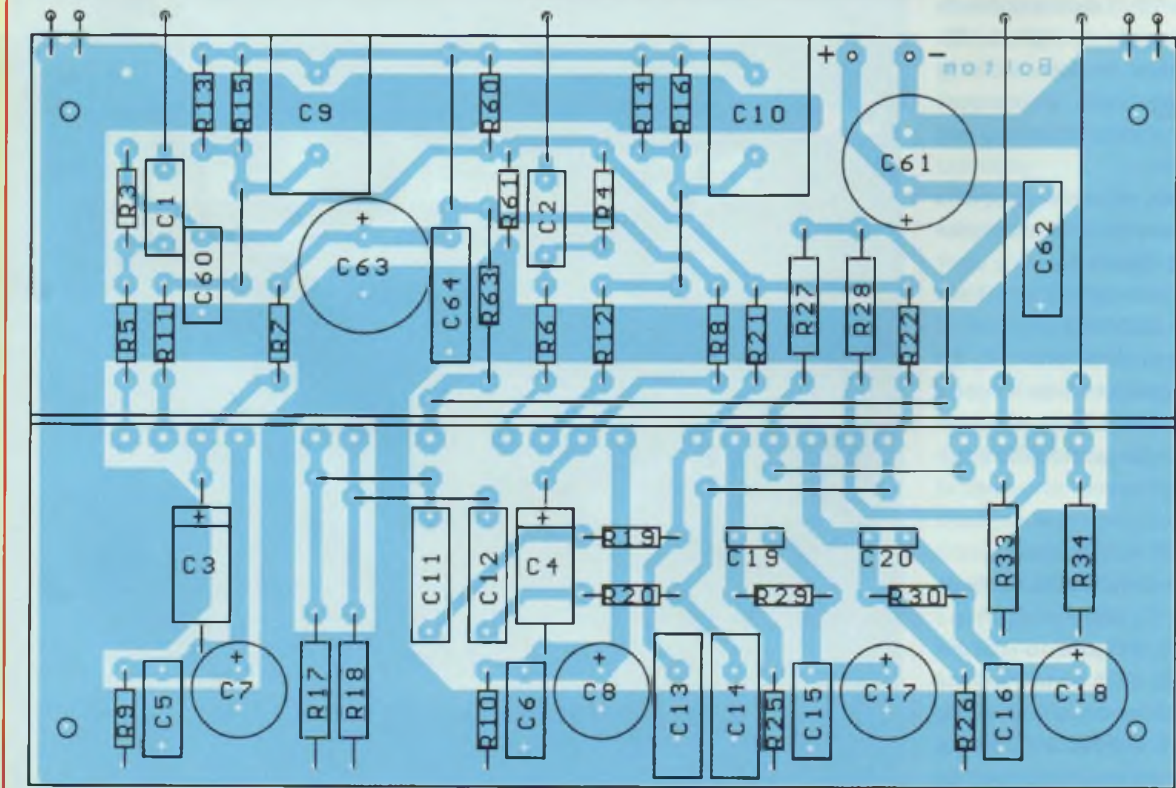 Bottom
+ -
R13
R15
C9
R60
R14
R16
C10
C61
+
R3
C1
C60
+
C63
C64
R61
C2
R4
R63
R27
R28
C62
R5
R11
R7
R6
R12
R8
R21
R22
+
C3
C11
C12
+
C4
R19
R20
C19
R29
C20
R30
R33
R34
R9
C5
+
C7
R17
R18
R10
C6
+
C8
C13
C14
R25
C15
+
C17
R26
C16
+
C18